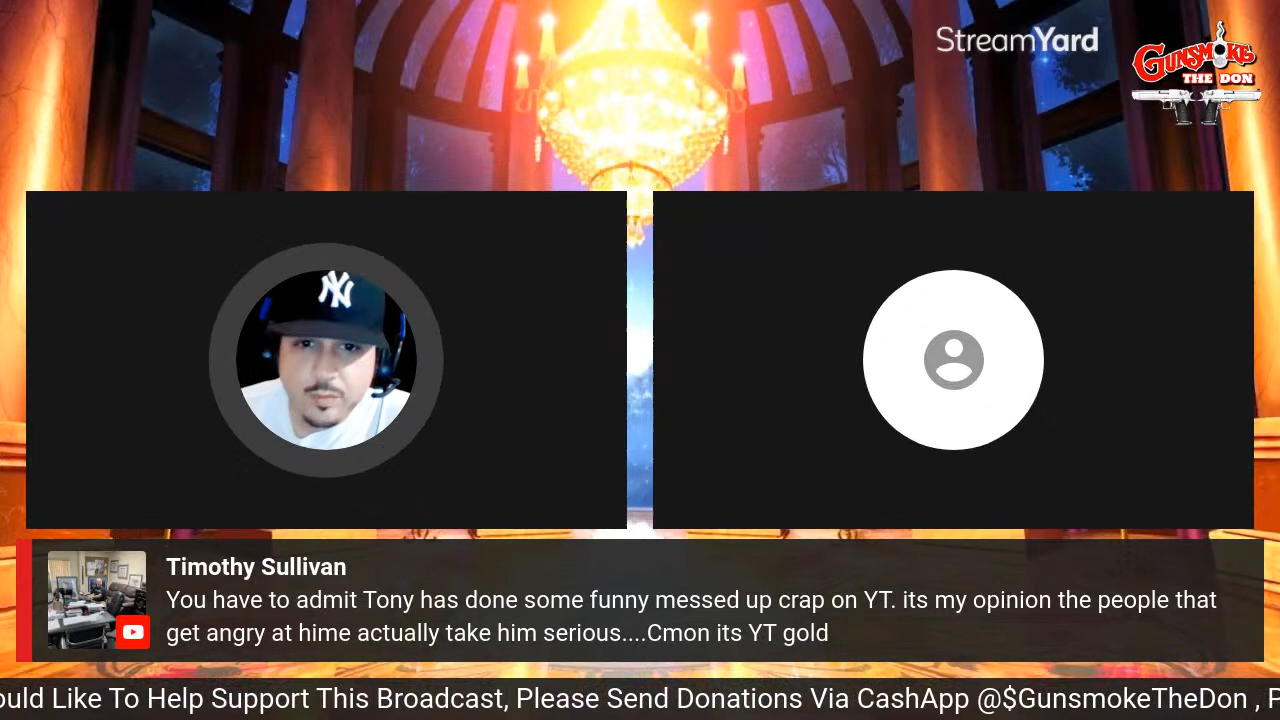 StreamYard
GUNSMOKE
THE DON
NY
Timothy Sullivan
You have to admit Tony has done some funny messed up crap on YT. its my opinion the people that
get angry at hime actually take him serious....Cmon its YT gold
ould Like To Help Support This Broadcast, Please Send Donations Via CashApp @$GunsmokeTheDon , P